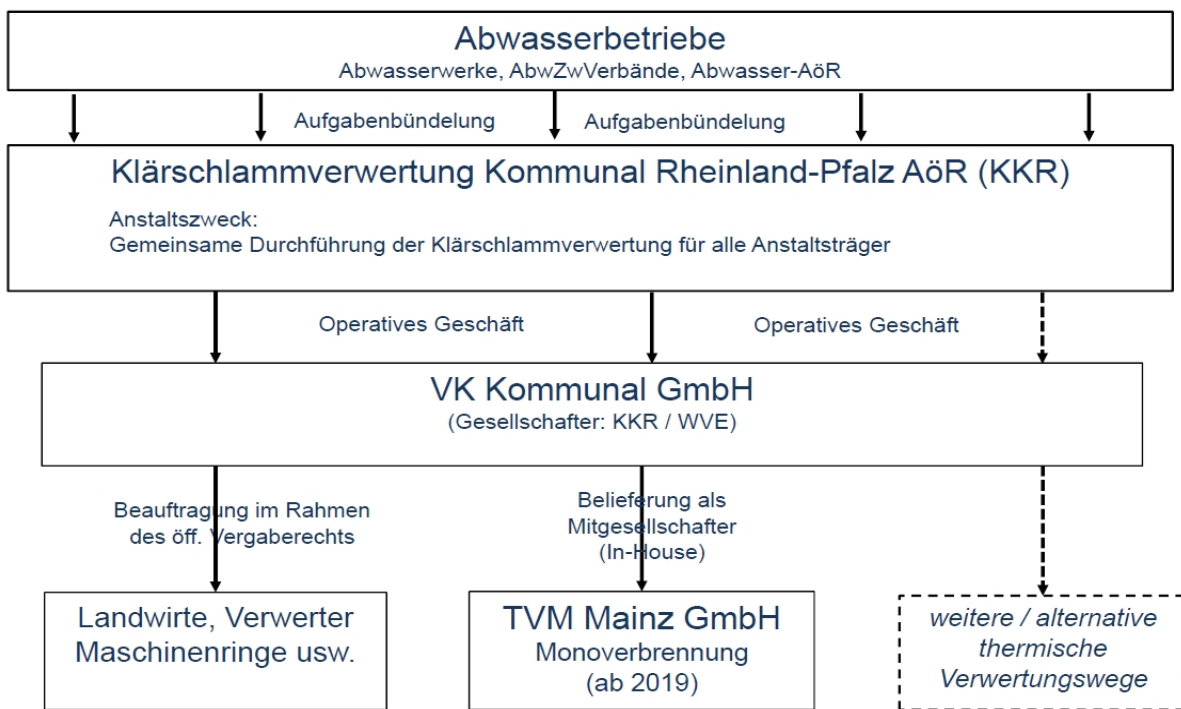 Abwasserbetriebe
Abwasserwerke, AbwZwVerbände, Abwasser-AöR
Aufgabenbündelung
Aufgabenbündelung
Klärschlammverwertung Kommunal Rheinland-Pfalz AöR (KKR)
Anstaltszweck:
Gemeinsame Durchführung der Klärschlammverwertung für alle Anstaltsträger
Operatives Geschäft
Operatives Geschäft
VK Kommunal GmbH
(Gesellschafter: KKR / WVE)
Beauftragung im Rahmen
des öff. Vergaberechts
Belieferung als
Mitgesellschafter
(In-House)
Landwirte, Verwerter
Maschinenringe usw.
TVM Mainz GmbH
Monoverbrennung
(ab 2019)
weitere / alternative
thermische
Verwertungswege